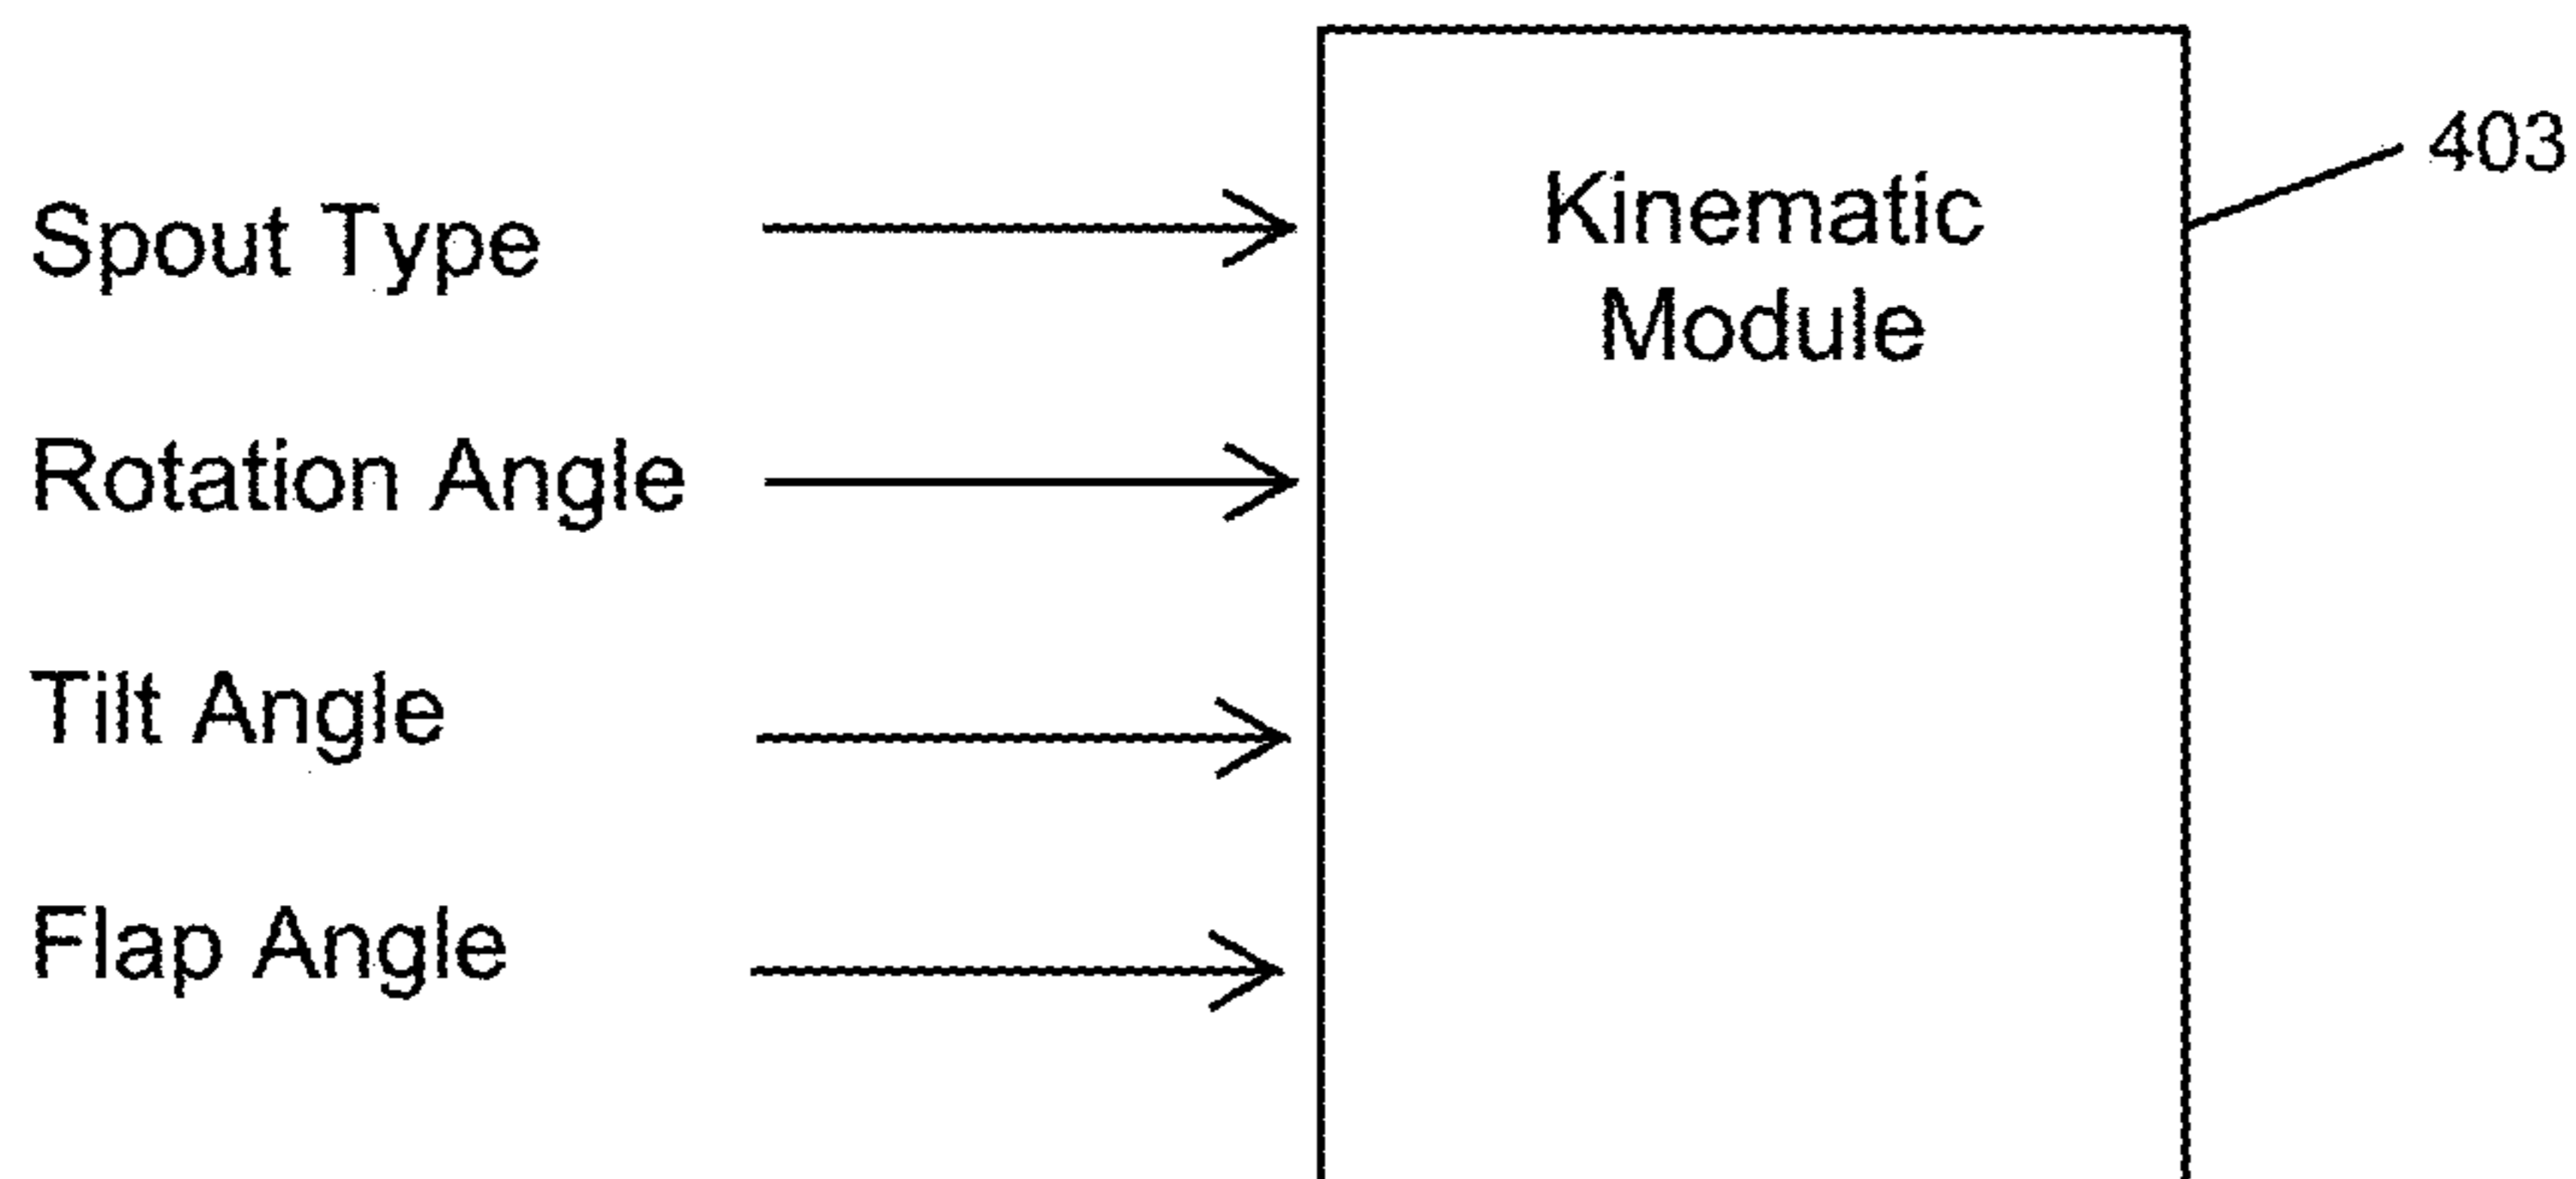 403
Kinematic
Module
Spout Type
Rotation Angle
Tilt Angle
Flap Angle